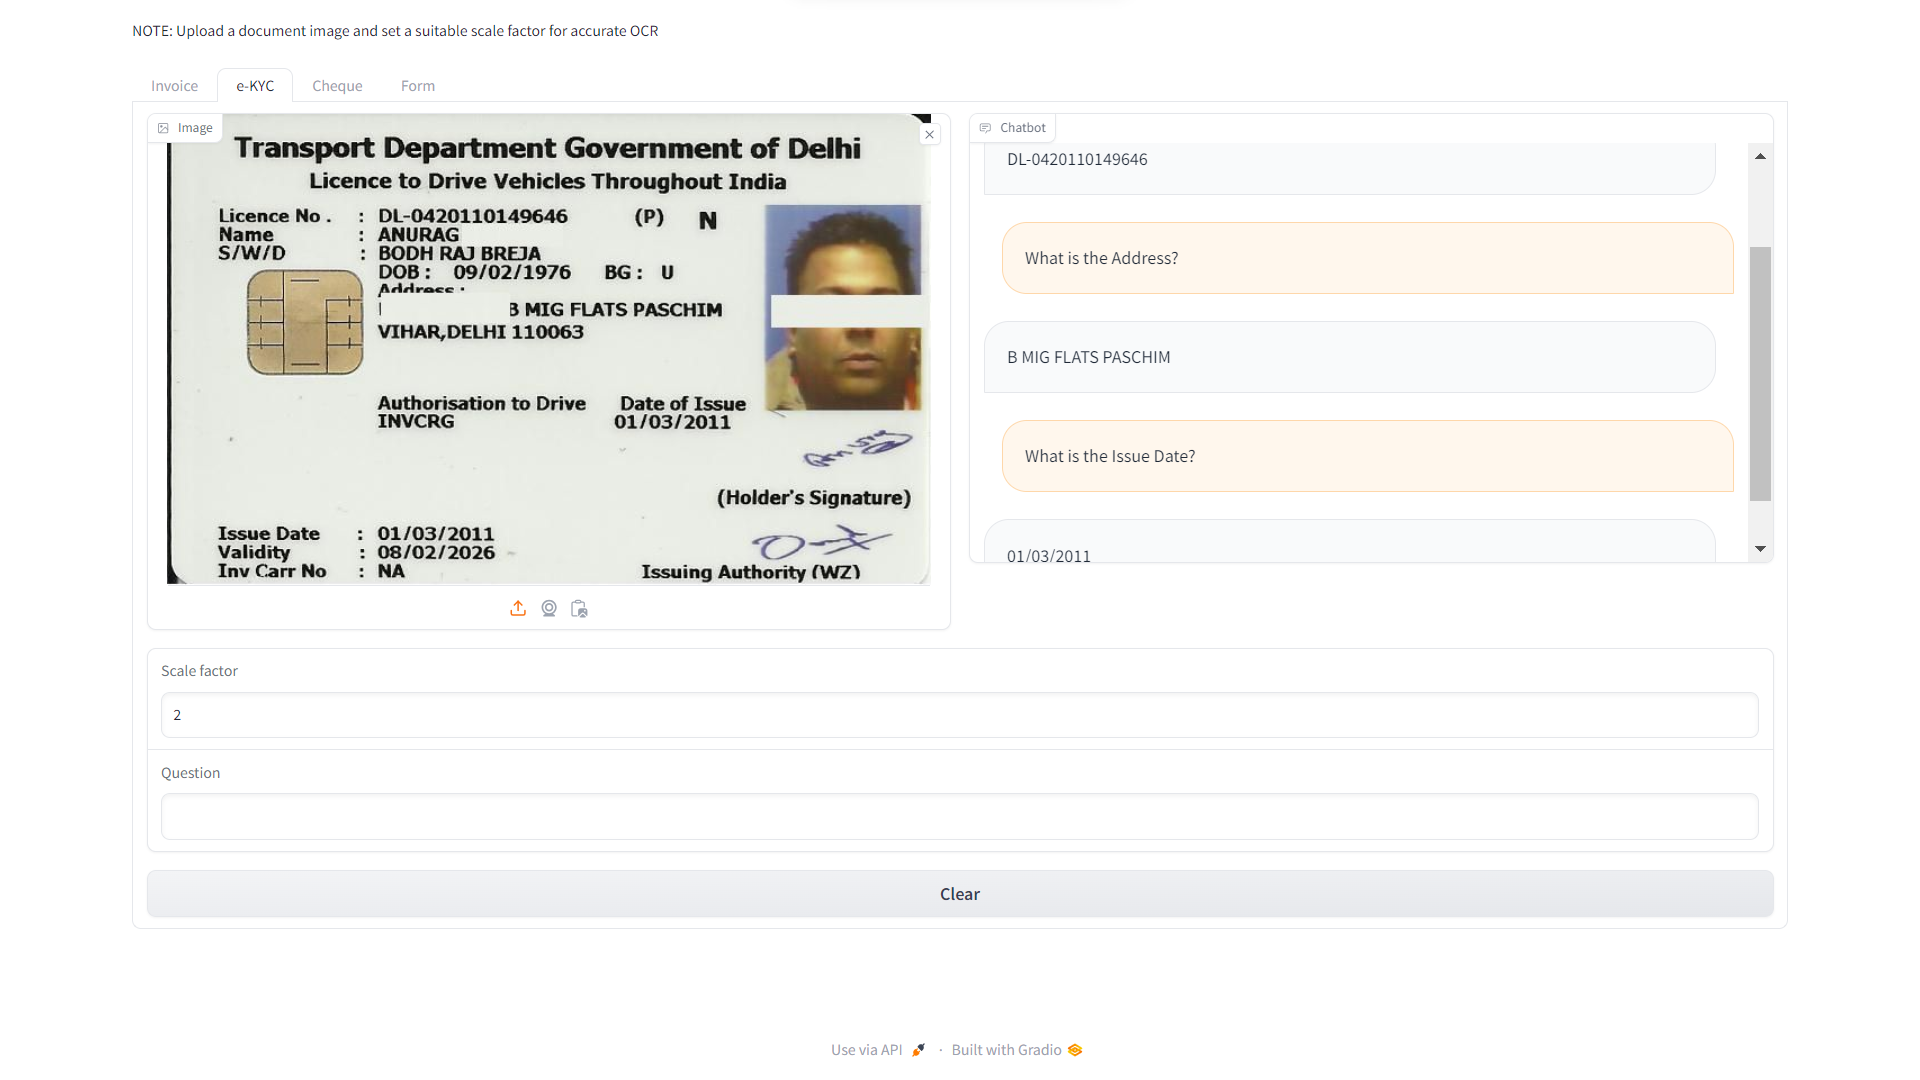 NOTE: Upload a document image and set a suitable scale factor for accurate OCR
Invoice e-KYC Cheque Form
Image
Transport Department Government of Delhi
Licence to Drive Vehicles Throughout India
Licence No . : DL-0420110149646 (P) N
Name : ANURAG
S/W/D : BODH RAJ BREJA
DOB : 09/02/1976 BG : U
Address :
B MIG FLATS PASCHIM
VIHAR,DELHI 110063
Authorisation to Drive Date of Issue
INVCRG 01/03/2011
(Holder's Signature)
Issue Date : 01/03/2011
Validity : 08/02/2026
Inv Carr No : NA
Issuing Authority (WZ)
Chatbot
DL-0420110149646
What is the Address?
B MIG FLATS PASCHIM
What is the Issue Date?
01/03/2011
Scale factor
2
Question
Clear
Use via API · Built with Gradio